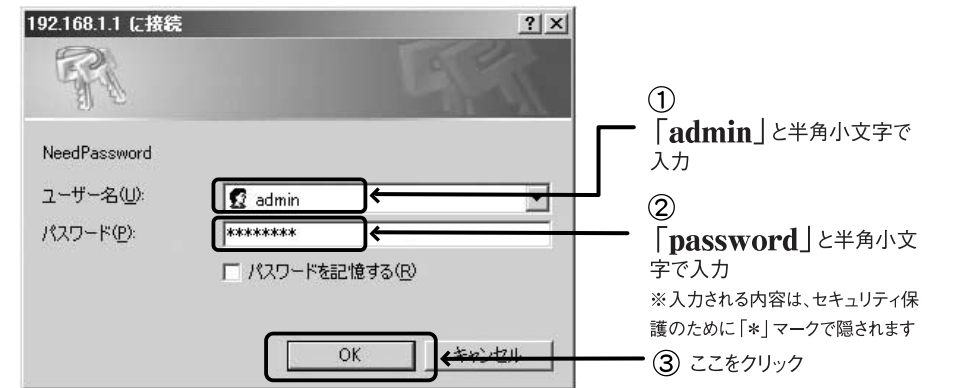 192.168.1.1 に接続
NeedPassword
ユーザー名(U):
admin
パスワード(P):
********
パスワードを記憶する(R)
OK
キャンセル
①
「admin」と半角小文字で
入力
②
「password」と半角小文
字で入力
※入力される内容は、セキュリティ保
護のために「*」マークで隠されます
③ ここをクリック